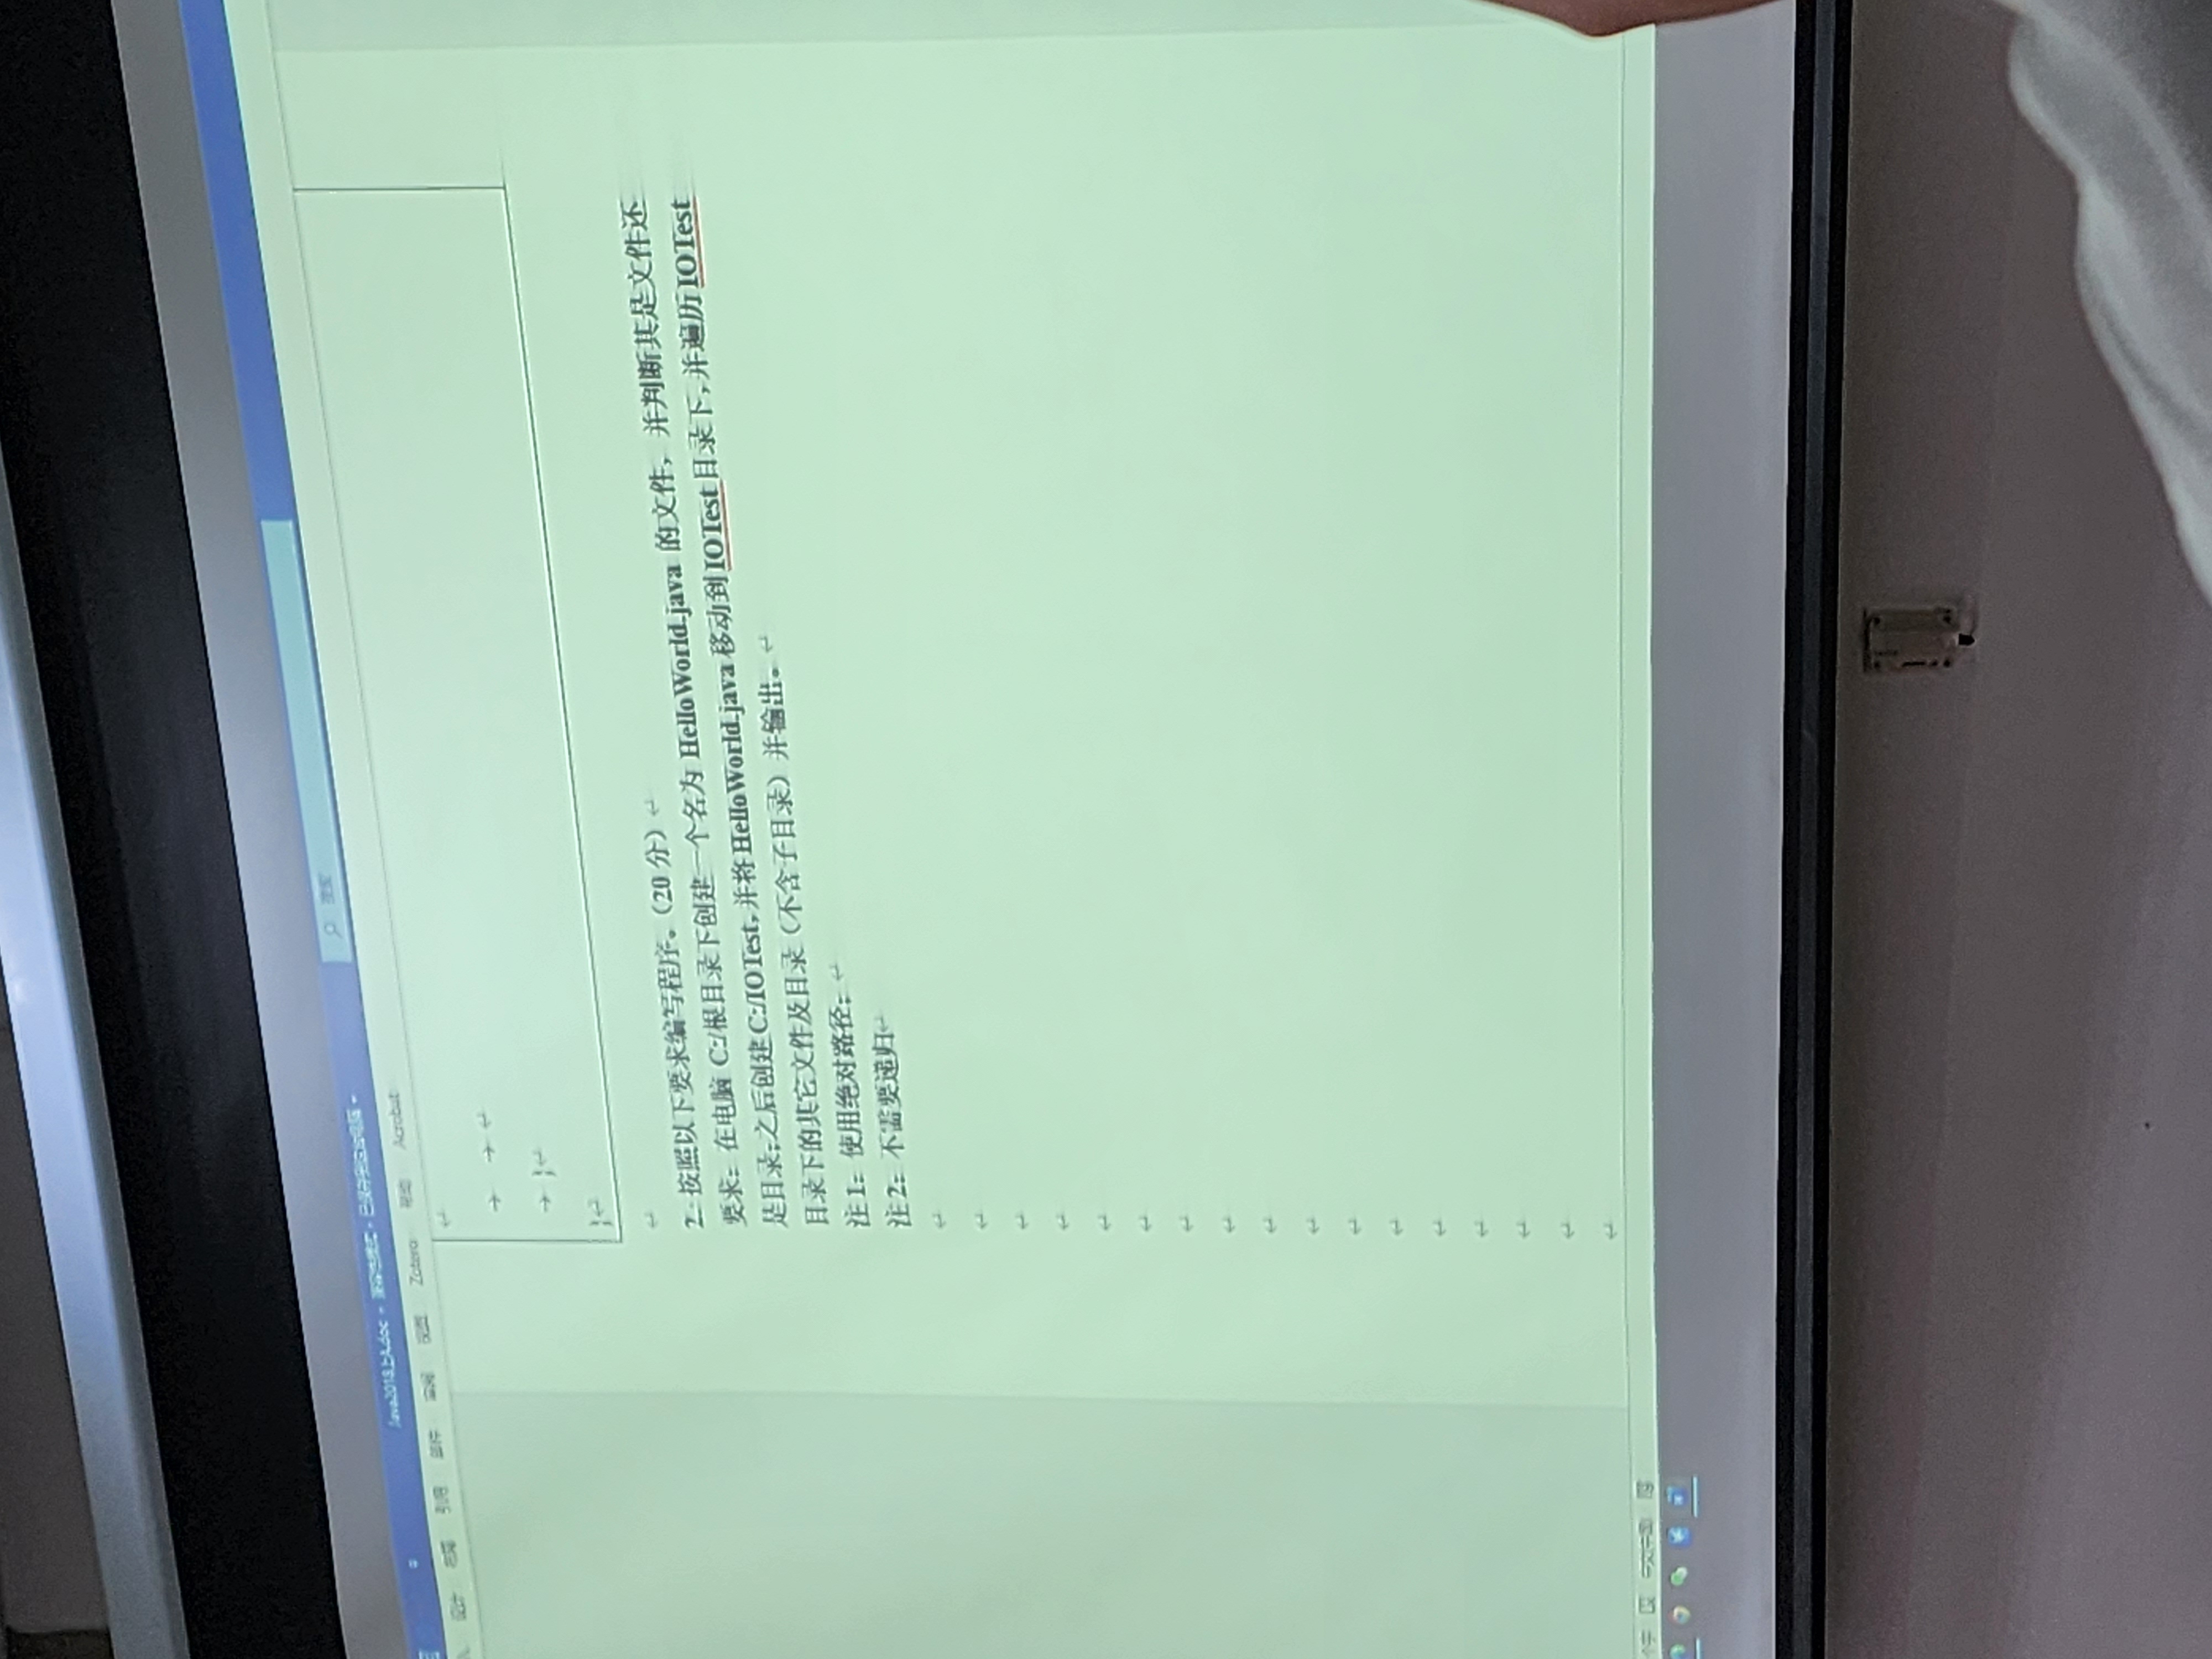 Java2018上A.doc - 兼容性模式 • 已保存到这台电脑
搜索
设计 布局 引用 邮件 审阅 视图 Zotero 帮助 Acrobat
}
}
2. 按照以下要求编写程序。（20 分）
要求：在电脑 C:/根目录下创建一个名为 HelloWorld.java 的文件，并判断其是文件还
是目录；之后创建 C:/IOTest，并将 HelloWorld.java 移动到 IOTest 目录下，并遍历 IOTest
目录下的其它文件及目录（不含子目录）并输出。
注 1：使用绝对路径；
注 2：不需要递归
个字 中文(中国)